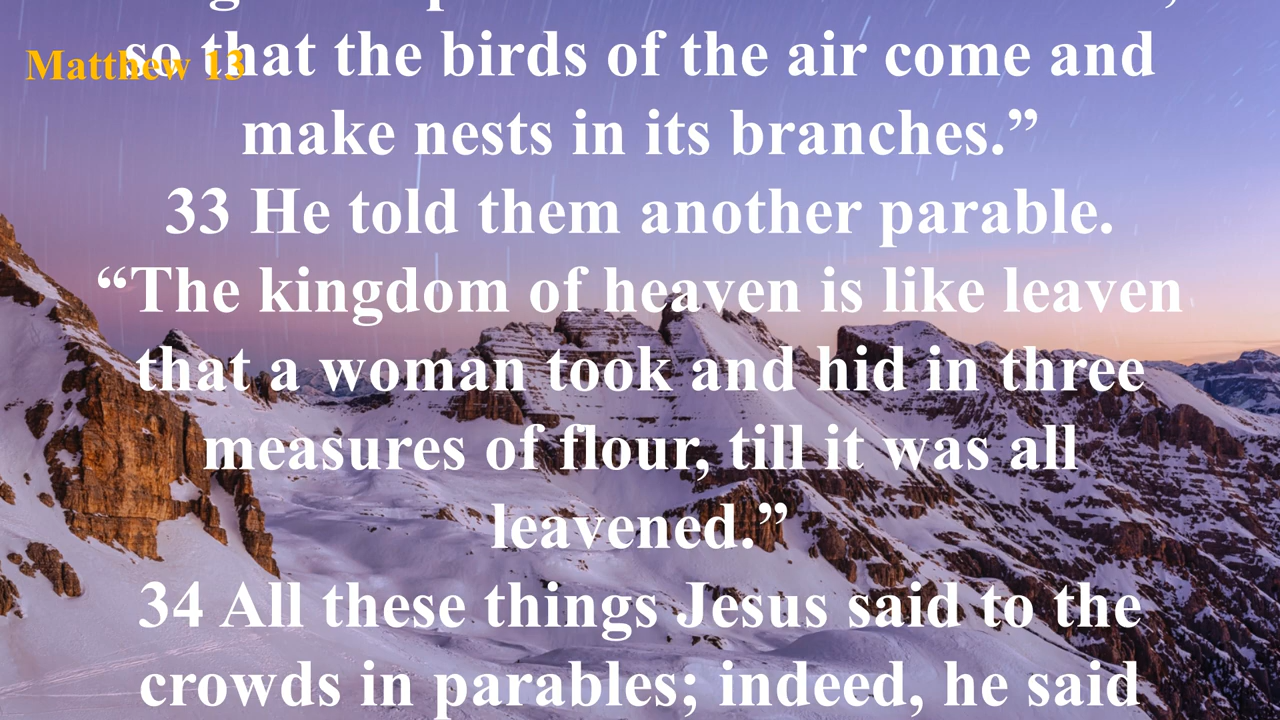 Matthew 13
so that the birds of the air come and
make nests in its branches.”
33 He told them another parable.
“The kingdom of heaven is like leaven
that a woman took and hid in three
measures of flour, till it was all
leavened.”
34 All these things Jesus said to the
crowds in parables; indeed, he said